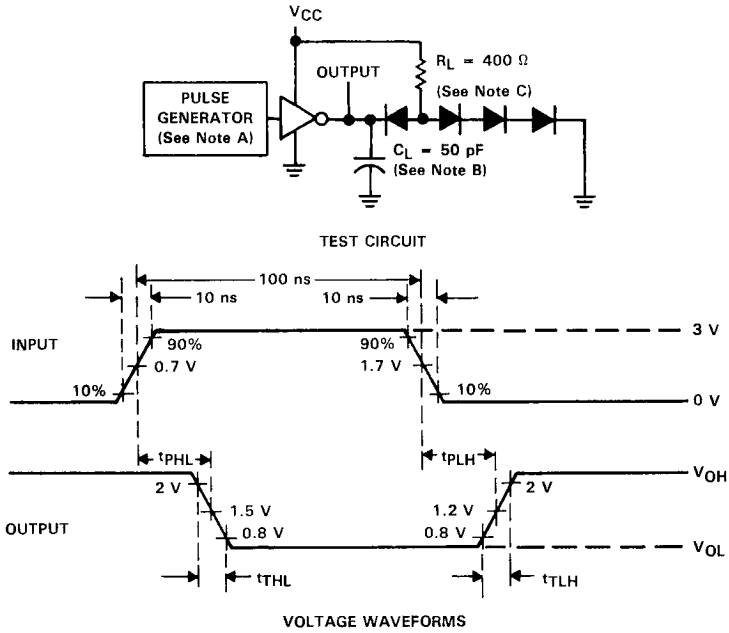 VCC
RL = 400 Ω
OUTPUT
(See Note C)
PULSE
GENERATOR
(See Note A)
CL = 50 pF
(See Note B)
TEST CIRCUIT
100 ns
10 ns
10 ns
INPUT
3 V
90%
90%
0.7 V
1.7 V
10%
10%
0 V
tPHL
tPLH
VOH
2 V
2 V
OUTPUT
1.5 V
1.2 V
0.8 V
0.8 V
VOL
tTHL
tTLH
VOLTAGE WAVEFORMS